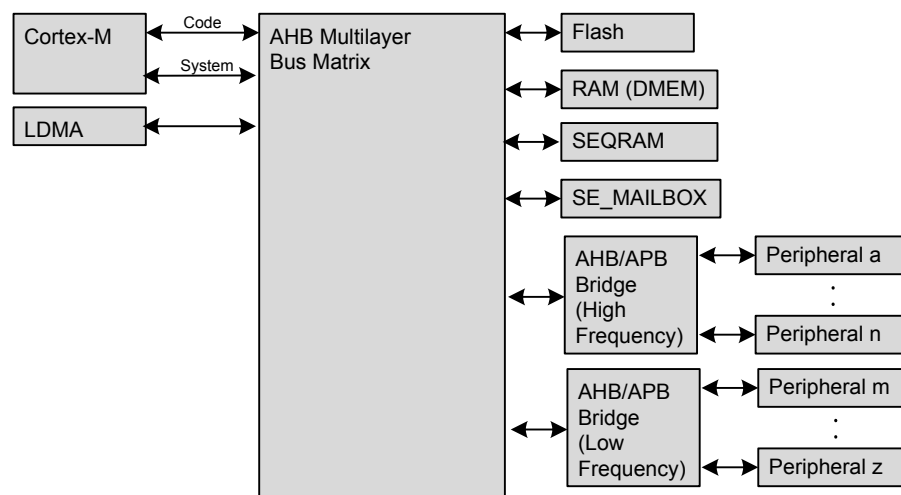 Cortex-M
Code
System
LDMA
AHB Multilayer
Bus Matrix
Flash
RAM (DMEM)
SEQRAM
SE_MAILBOX
AHB/APB
Bridge
(High
Frequency)
Peripheral a
:
Peripheral n
AHB/APB
Bridge
(Low
Frequency)
Peripheral m
:
Peripheral z